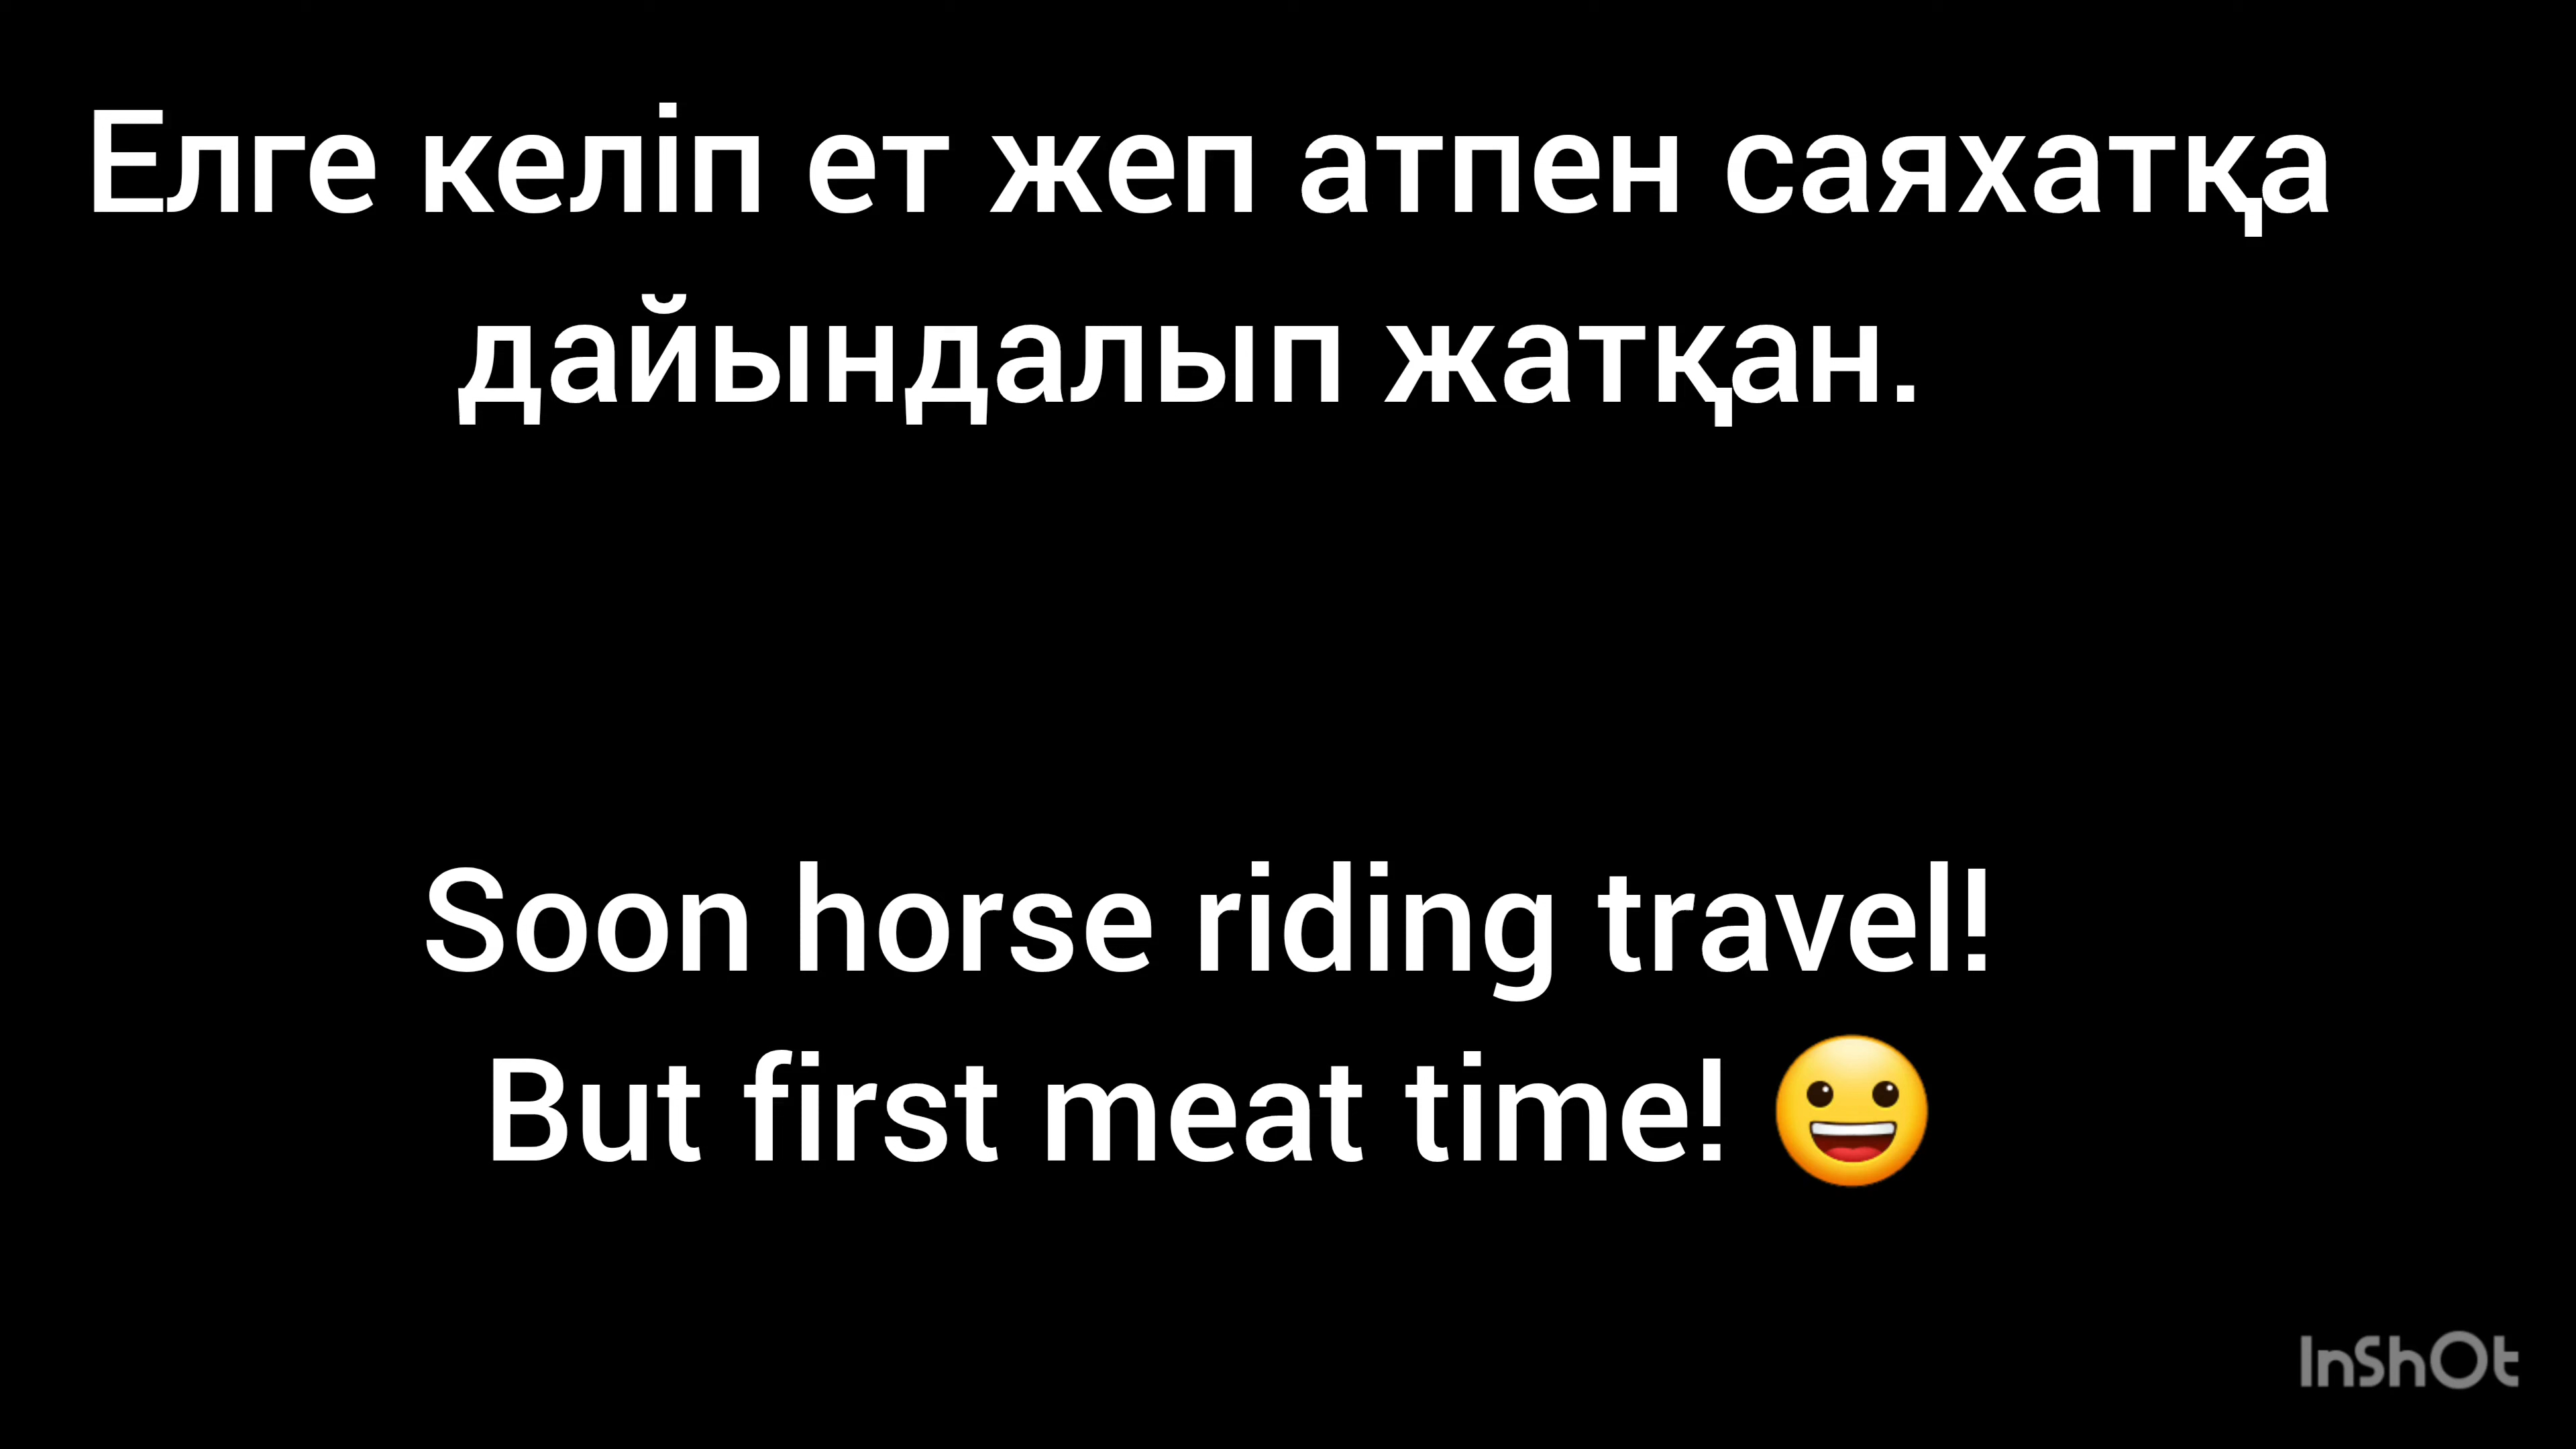 Елге келіп ет жеп атпен саяхатқа
дайындалып жатқан.
Soon horse riding travel!
But first meat time! 😀
InShOt